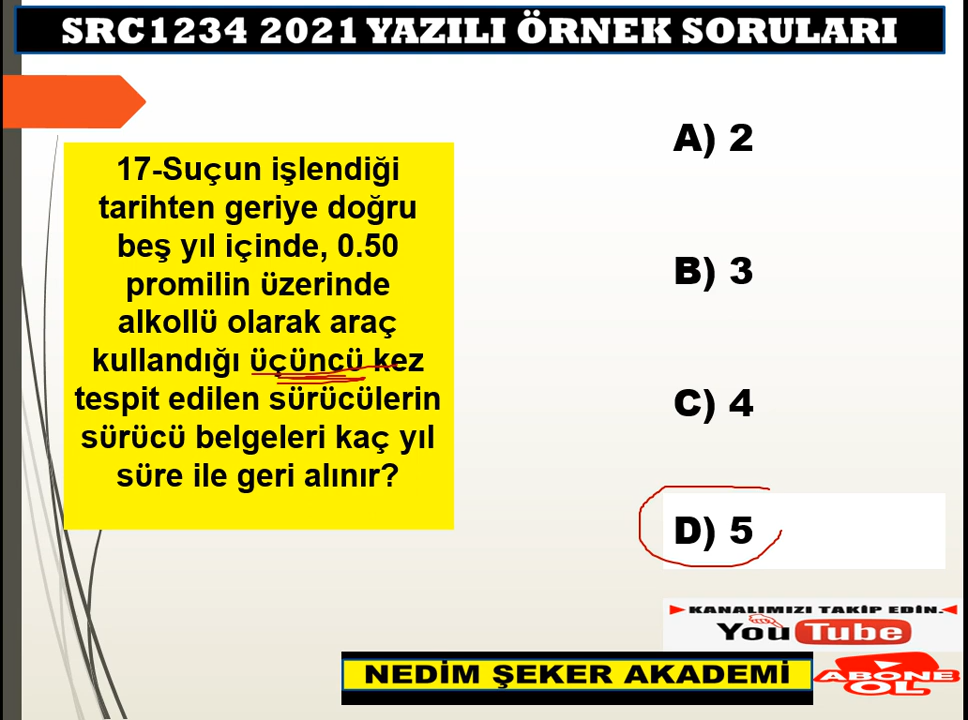 SRC1234 2021 YAZILI ÖRNEK SORULARI
17-Suçun işlendiği
tarihten geriye doğru
beş yıl içinde, 0.50
promilin üzerinde
alkollü olarak araç
kullandığı üçüncü kez
tespit edilen sürücülerin
sürücü belgeleri kaç yıl
süre ile geri alınır?
A) 2
B) 3
C) 4
D) 5
KANALIMIZI TAKİP EDİN.
YouTube
NEDİM ŞEKER AKADEMİ
ABONE
OL